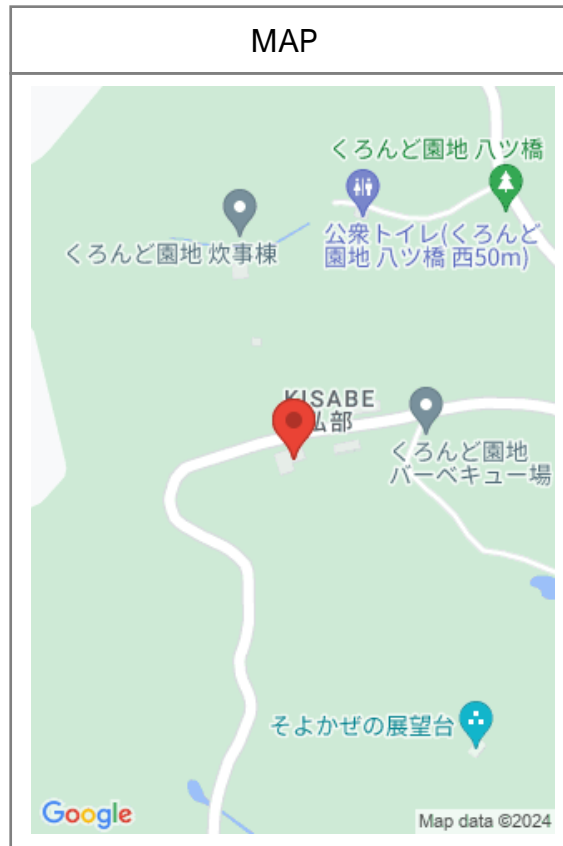 MAP
くろんど園地 八ツ橋
公衆トイレ(くろんど
園地 八ツ橋 西50m)
くろんど園地 炊事棟
KISABE
くろんど園地
バーベキュー場
そよかぜの展望台
Google
Map data ©2024